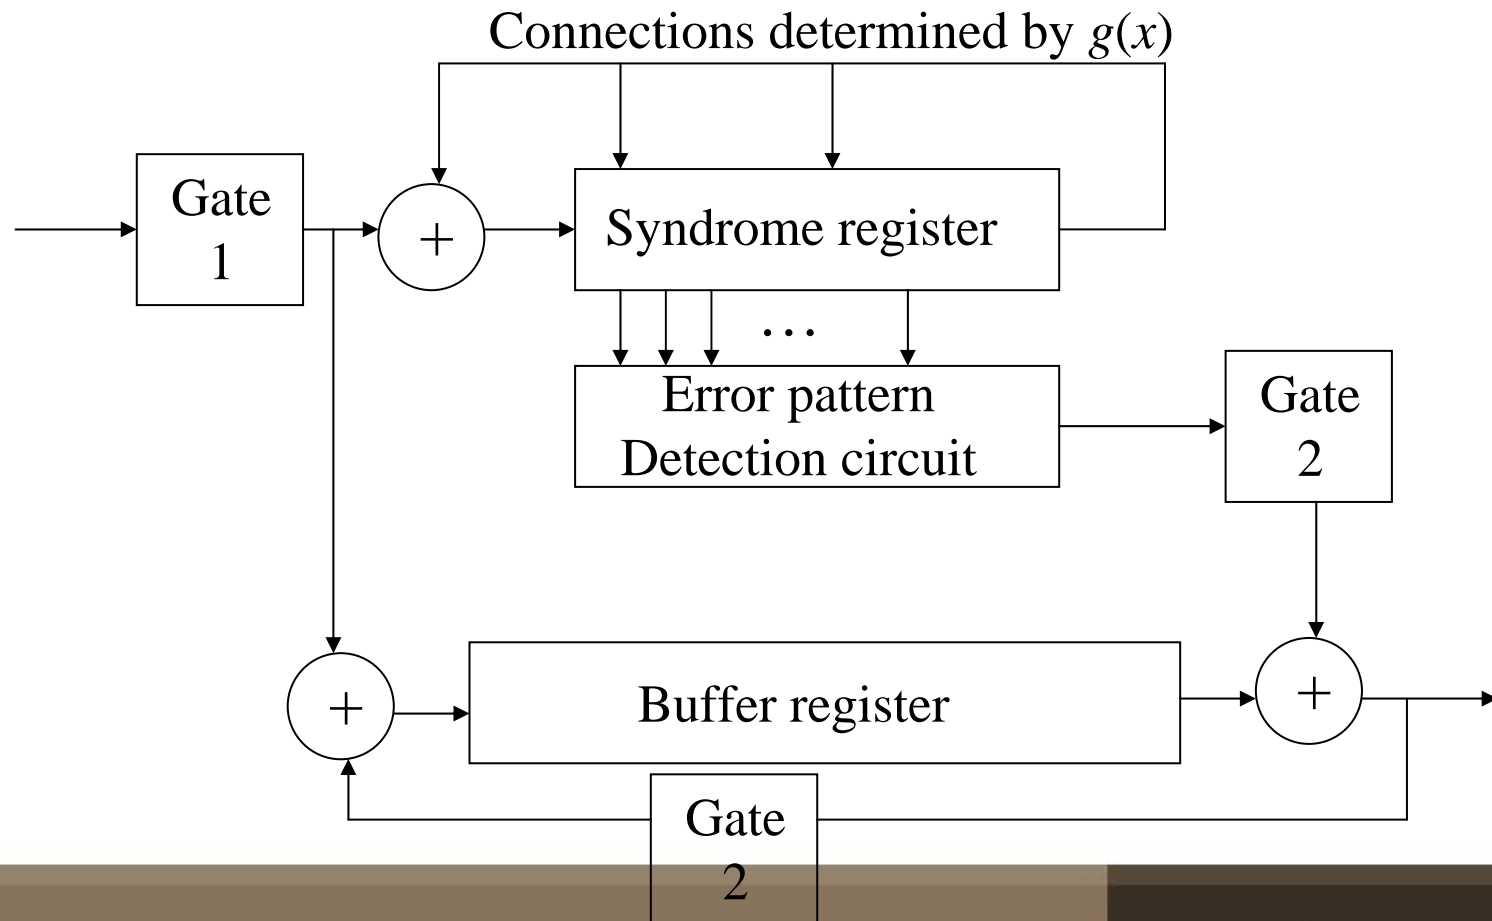 Connections determined by g(x)
Gate
1
+
Syndrome register
…
Error pattern
Detection circuit
Gate
2
+
Buffer register
+
Gate
2